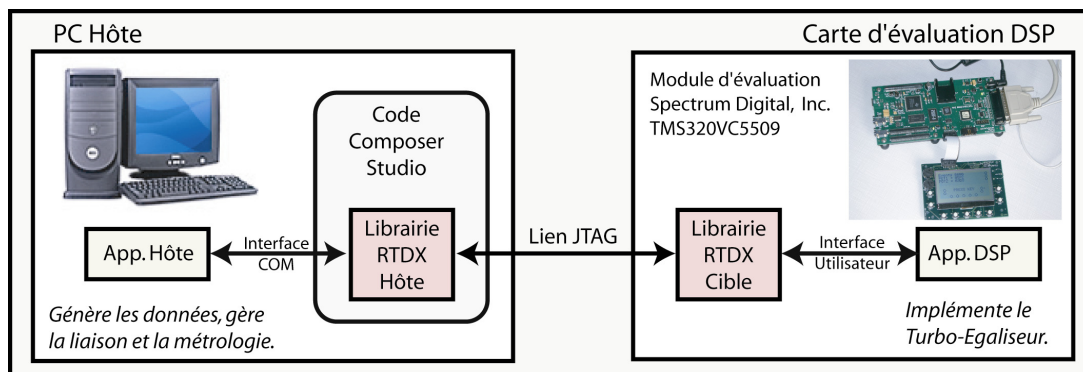 PC Hôte
Carte d'évaluation DSP
Code
Composer
Studio
Module d'évaluation
Spectrum Digital, Inc.
TMS320VC5509
App. Hôte
Interface
COM
Librairie
RTDX
Hôte
Lien JTAG
Librairie
RTDX
Cible
Interface
Utilisateur
App. DSP
Génère les données, gère
la liaison et la métrologie.
Implémente le
Turbo-Egaliseur.